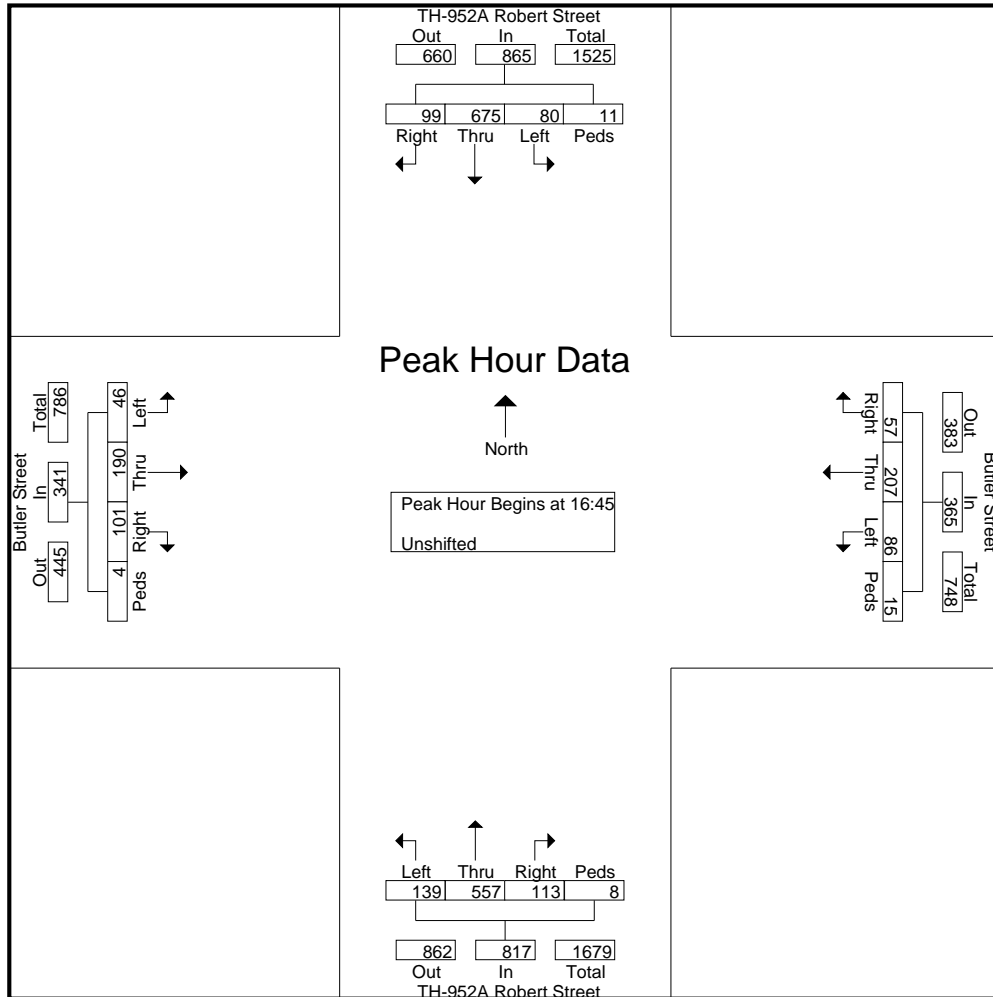 TH-952A Robert Street
Out In Total
660 865 1525
99 675 80 11
Right Thru Left Peds
Peak Hour Data
North
Peak Hour Begins at 16:45
Unshifted
Butler Street
Total In Out
786 341 445
46 190 101 4
Left Thru Right Peds
Butler Street
Out In Total
383 365 748
57 207 86 15
Right Thru Left Peds
Left Thru Right Peds
139 557 113 8
862 817 1679
Out In Total
TH-952A Robert Street